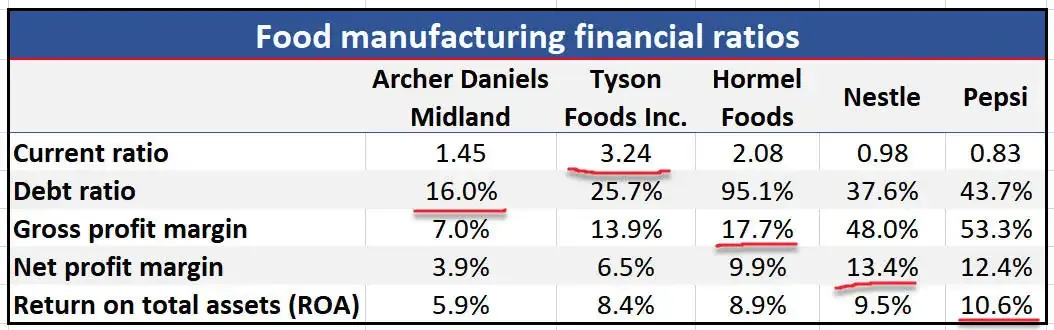 Food manufacturing financial ratios
Archer Daniels Midland Tyson Foods Inc. Hormel Foods Nestle Pepsi
Current ratio 1.45 3.24 2.08 0.98 0.83
Debt ratio 16.0% 25.7% 95.1% 37.6% 43.7%
Gross profit margin 7.0% 13.9% 17.7% 48.0% 53.3%
Net profit margin 3.9% 6.5% 9.9% 13.4% 12.4%
Return on total assets (ROA) 5.9% 8.4% 8.9% 9.5% 10.6%